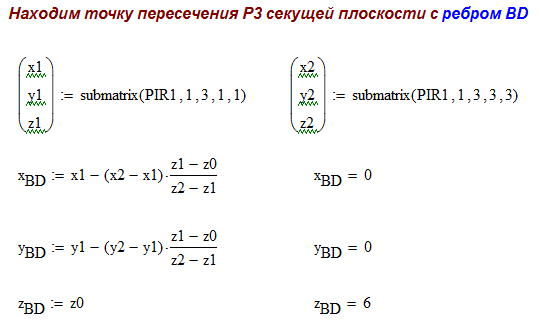 Находим точку пересечения P3 секущей плоскости с ребром BD
x1
y1 := submatrix(PIR1, 1, 3, 1, 1)
z1
x2
y2 := submatrix(PIR1, 1, 3, 3, 3)
z2
xBD := x1 − (x2 − x1)·(z1 − z0)/(z2 − z1) xBD = 0
yBD := y1 − (y2 − y1)·(z1 − z0)/(z2 − z1) yBD = 0
zBD := z0 zBD = 6